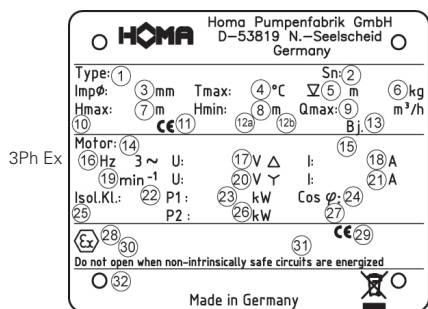 HOMA
Homa Pumpenfabrik GmbH
D-53819 N.-Seelscheid
Germany
Type: 1 Sn: 2
Impø: 3 mm Tmax: 4 °C ∇ 5 m 6 kg
Hmax: 7 m Hmin: 8 m Qmax: 9 m³/h
10 CE 11 12a 12b Bj. 13
Motor: 14 15
3Ph Ex
16 Hz 3 ~ U: 17 V △ I: 18 A
19 min⁻¹ U: 20 V Y I: 21 A
Isol.Kl.: 22 P1 : 23 kW Cos φ: 24
25 P2 : 26 kW 27
Ex 28 CE 29
30 31
Do not open when non-intrinsically safe circuits are energized
32
Made in Germany